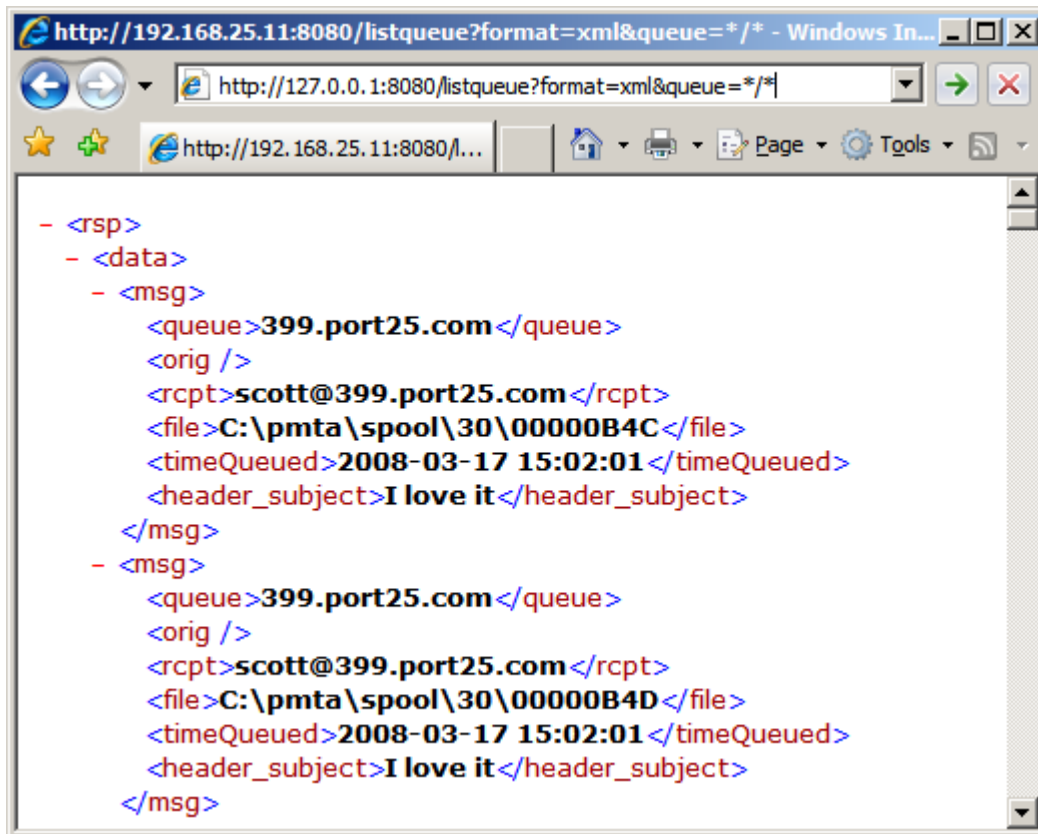 http://192.168.25.11:8080/listqueue?format=xml&queue=*/* - Windows In...
http://127.0.0.1:8080/listqueue?format=xml&queue=*/*
http://192.168.25.11:8080/l... Page Tools
- <rsp>
- <data>
- <msg>
<queue>399.port25.com</queue>
<orig />
<rcpt>scott@399.port25.com</rcpt>
<file>C:\pmta\spool\30\00000B4C</file>
<timeQueued>2008-03-17 15:02:01</timeQueued>
<header_subject>I love it</header_subject>
</msg>
- <msg>
<queue>399.port25.com</queue>
<orig />
<rcpt>scott@399.port25.com</rcpt>
<file>C:\pmta\spool\30\00000B4D</file>
<timeQueued>2008-03-17 15:02:01</timeQueued>
<header_subject>I love it</header_subject>
</msg>